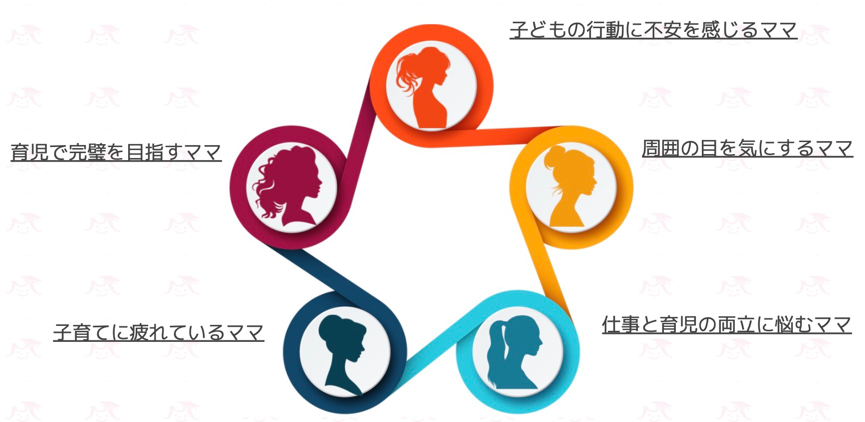 子どもの行動に不安を感じるママ
育児で完璧を目指すママ
周囲の目を気にするママ
子育てに疲れているママ
仕事と育児の両立に悩むママ